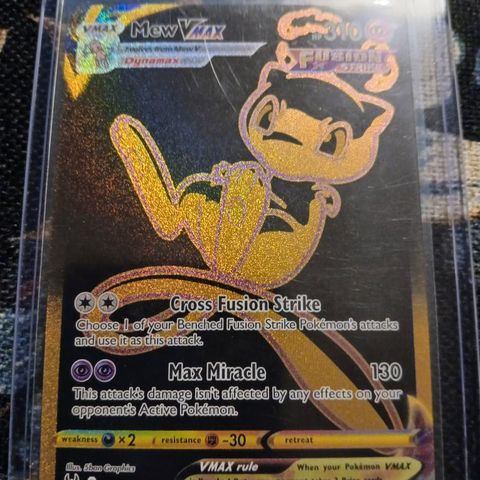 VMAX
Mew VMAX
310
Evolves from Mew V
Dynamax
FUSION
STRIKE
Cross Fusion Strike
Choose 1 of your Benched Fusion Strike Pokémon's attacks
and use it as this attack.
Max Miracle 130
This attack's damage isn't affected by any effects on your
opponent's Active Pokémon.
weakness ×2 resistance -30 retreat
Illus. 5ban Graphics
VMAX rule
When your Pokémon VMAX